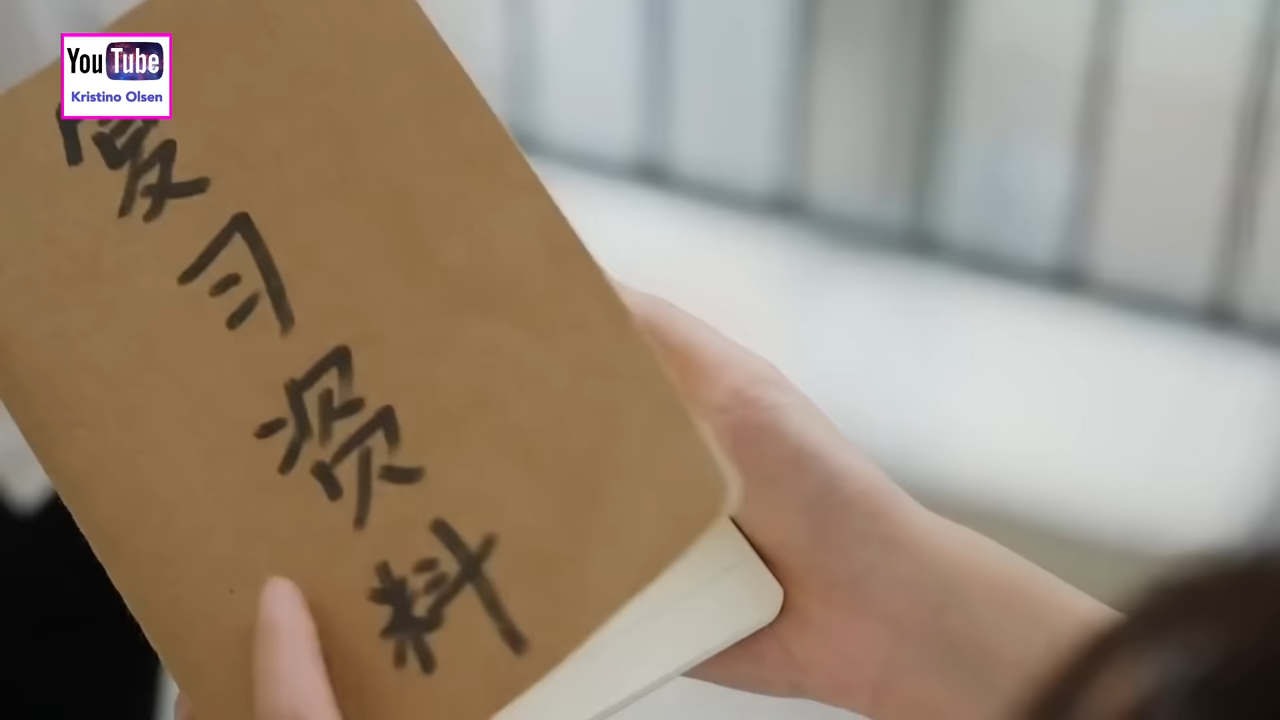 YouTube
Kristino Olsen
复习资料